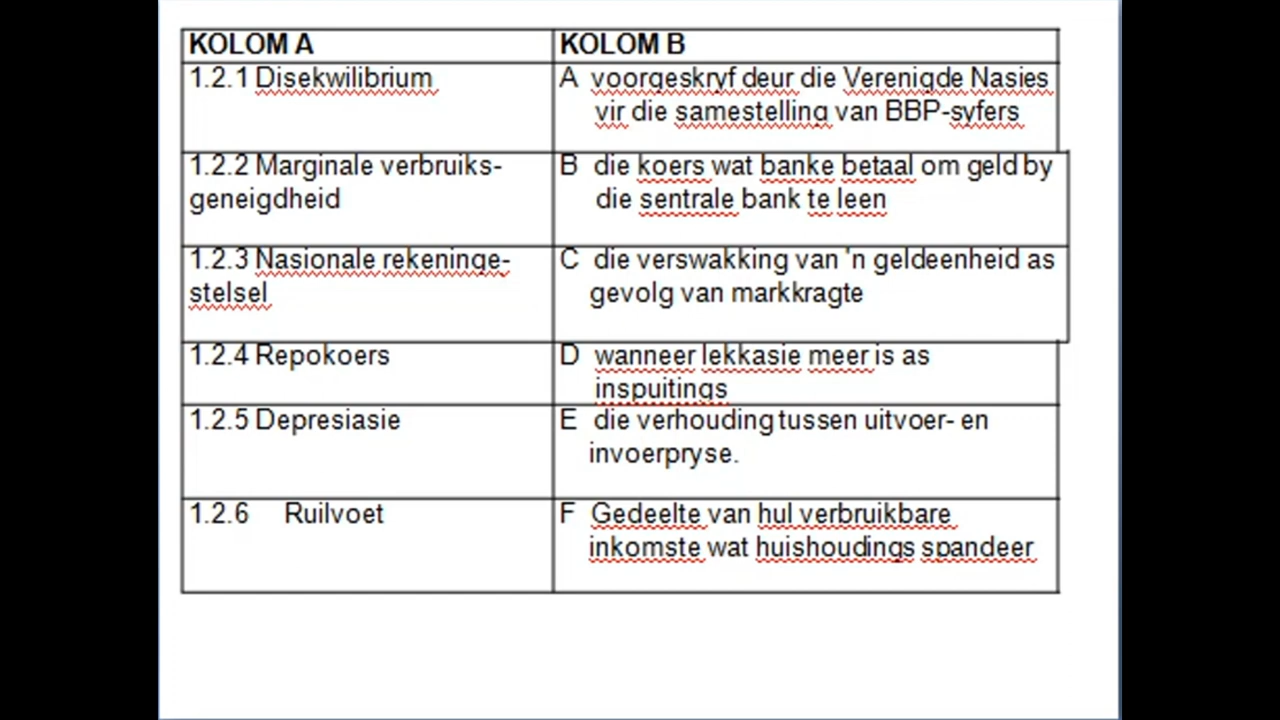 KOLOM A
KOLOM B
1.2.1 Disekwilibrium
A voorgeskryf deur die Verenigde Nasies
vir die samestelling van BBP-syfers
1.2.2 Marginale verbruiks-
geneigdheid
B die koers wat banke betaal om geld by
die sentrale bank te leen
1.2.3 Nasionale rekeninge-
stelsel
C die verswakking van 'n geldeenheid as
gevolg van markkragte
1.2.4 Repokoers
D wanneer lekkasie meer is as
inspuitings
1.2.5 Depresiasie
E die verhouding tussen uitvoer- en
invoerpryse.
1.2.6 Ruilvoet
F Gedeelte van hul verbruikbare
inkomste wat huishoudings spandeer